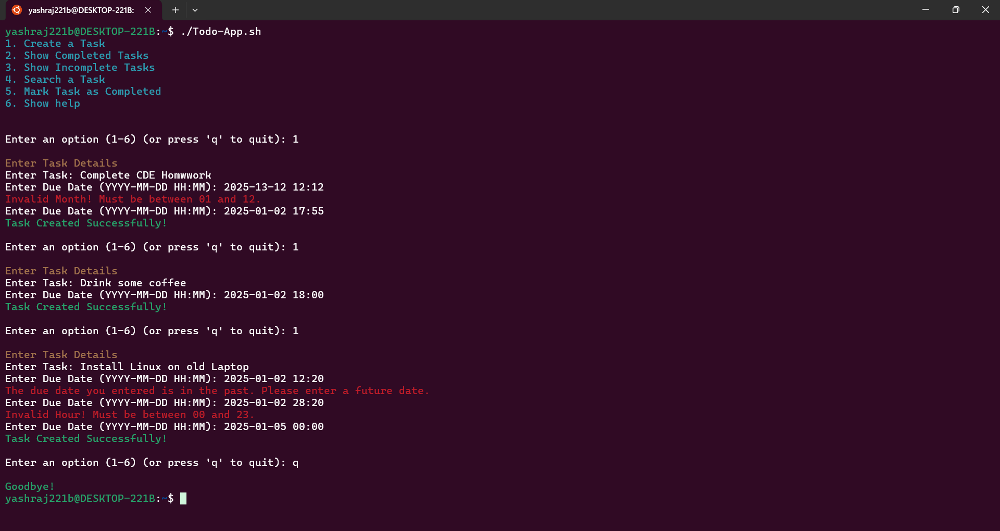 yashraj221b@DESKTOP-221B:
yashraj221b@DESKTOP-221B:~$ ./Todo-App.sh
1. Create a Task
2. Show Completed Tasks
3. Show Incomplete Tasks
4. Search a Task
5. Mark Task as Completed
6. Show help
Enter an option (1-6) (or press 'q' to quit): 1
Enter Task Details
Enter Task: Complete CDE Homwwork
Enter Due Date (YYYY-MM-DD HH:MM): 2025-13-12 12:12
Invalid Month! Must be between 01 and 12.
Enter Due Date (YYYY-MM-DD HH:MM): 2025-01-02 17:55
Task Created Successfully!
Enter an option (1-6) (or press 'q' to quit): 1
Enter Task Details
Enter Task: Drink some coffee
Enter Due Date (YYYY-MM-DD HH:MM): 2025-01-02 18:00
Task Created Successfully!
Enter an option (1-6) (or press 'q' to quit): 1
Enter Task Details
Enter Task: Install Linux on old Laptop
Enter Due Date (YYYY-MM-DD HH:MM): 2025-01-02 12:20
The due date you entered is in the past. Please enter a future date.
Enter Due Date (YYYY-MM-DD HH:MM): 2025-01-02 28:20
Invalid Hour! Must be between 00 and 23.
Enter Due Date (YYYY-MM-DD HH:MM): 2025-01-05 00:00
Task Created Successfully!
Enter an option (1-6) (or press 'q' to quit): q
Goodbye!
yashraj221b@DESKTOP-221B:~$